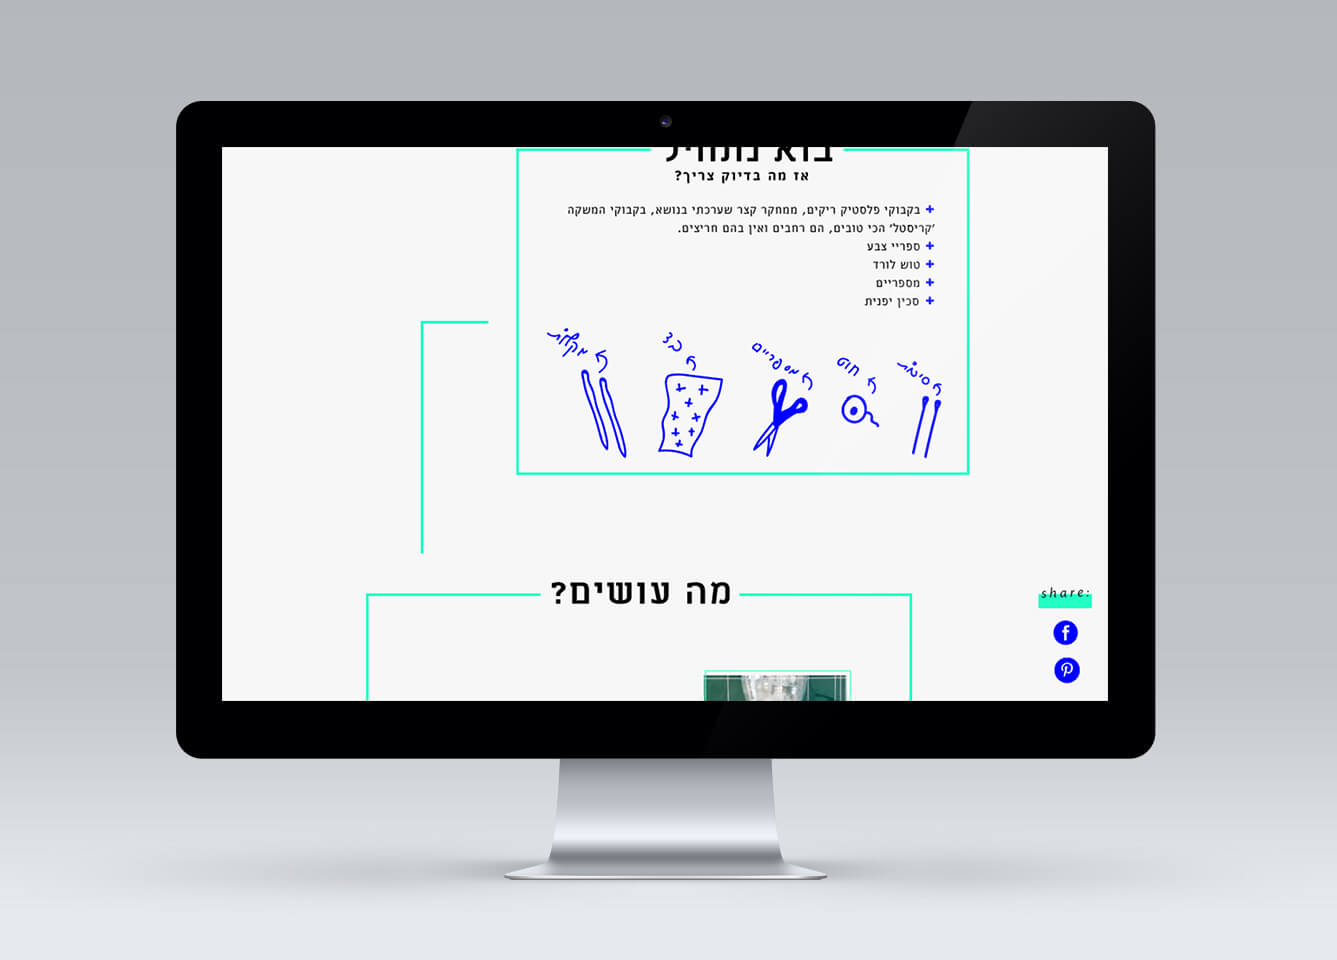 בוא נתחיל
אז מה בדיוק צריך?
+ בקבוקי פלסטיק ריקים, ממחקר קצר שערכתי בנושא, בקבוקי המשקה
'קריסטל' הכי טובים, הם רחבים ואין בהם חריצים.
+ ספריי צבע
+ טוש לורד
+ מספריים
+ סכין יפנית
סיכות
חוט
מספריים
בד
מקלות
מה עושים?
share: